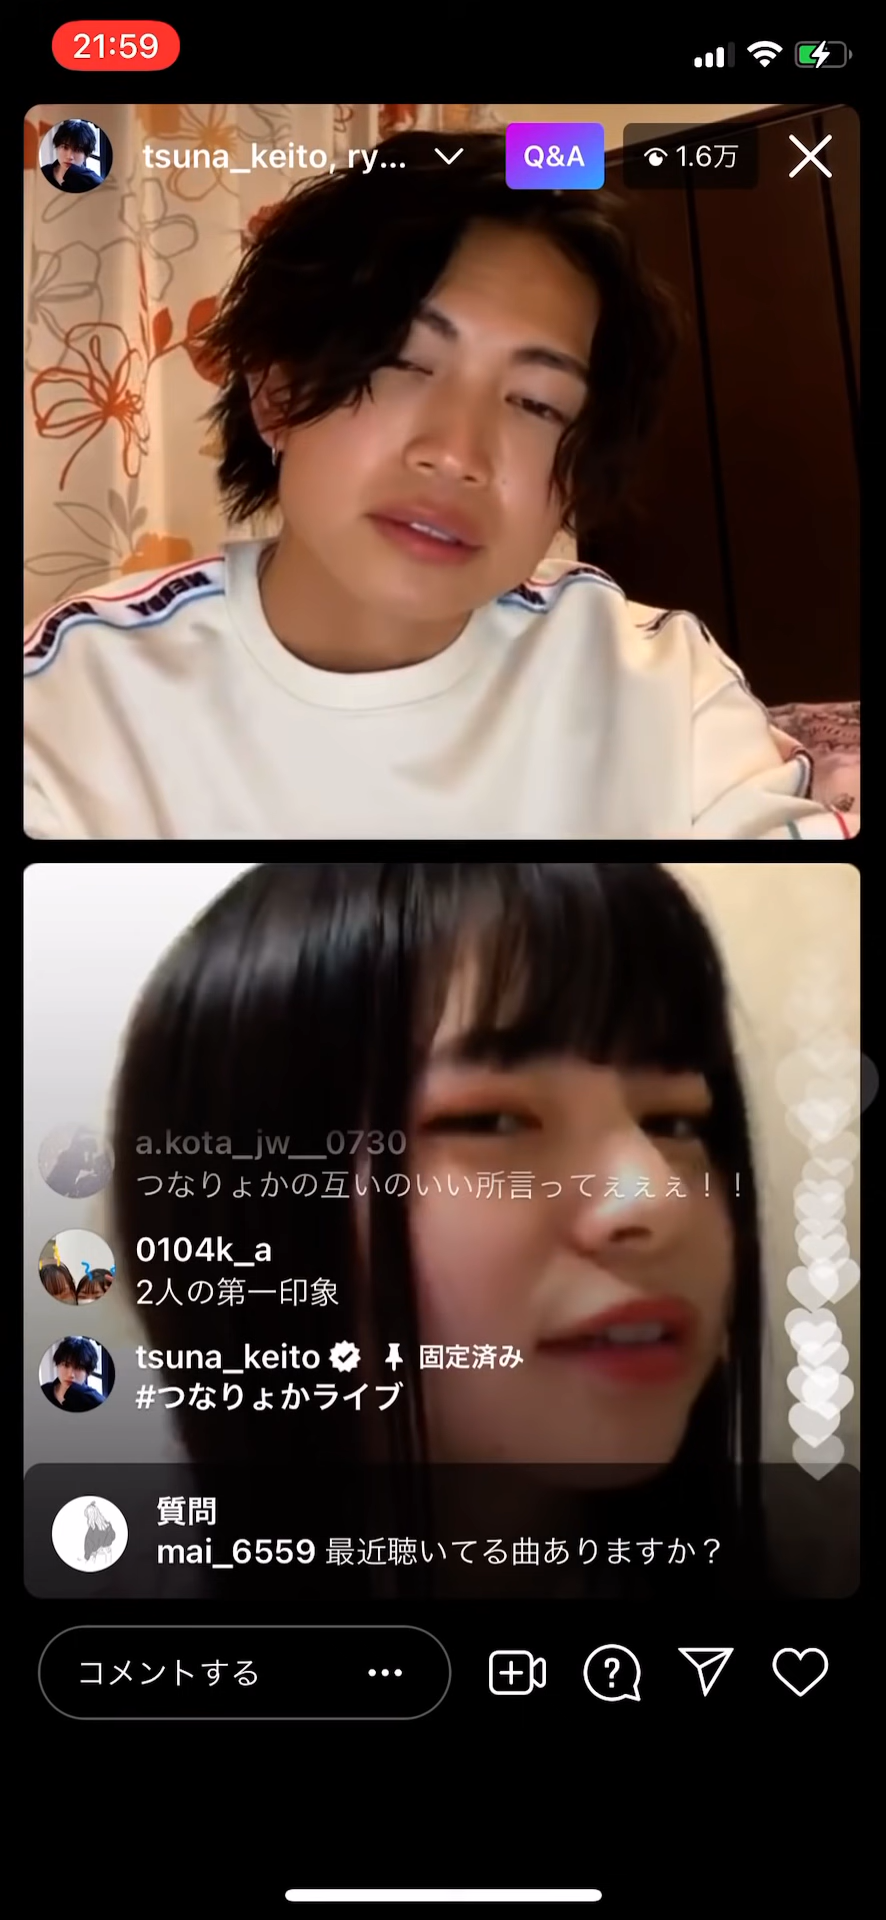 21:59
tsuna_keito, ry...
Q&A
1.6万
a.kota_jw__0730
つなりょかの互いのいい所言ってぇぇぇ！！
0104k_a
2人の第一印象
tsuna_keito 固定済み
#つなりょかライブ
質問
mai_6559 最近聴いてる曲ありますか？
コメントする